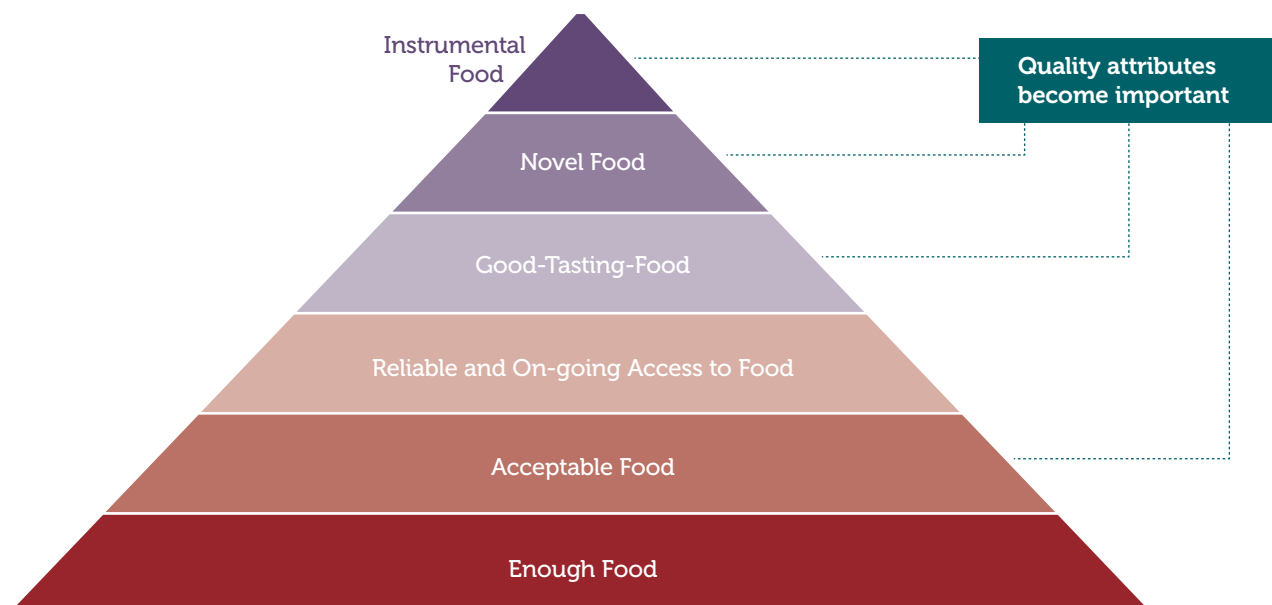 Instrumental
Food
Quality attributes
become important
Novel Food
Good-Tasting-Food
Reliable and On-going Access to Food
Acceptable Food
Enough Food